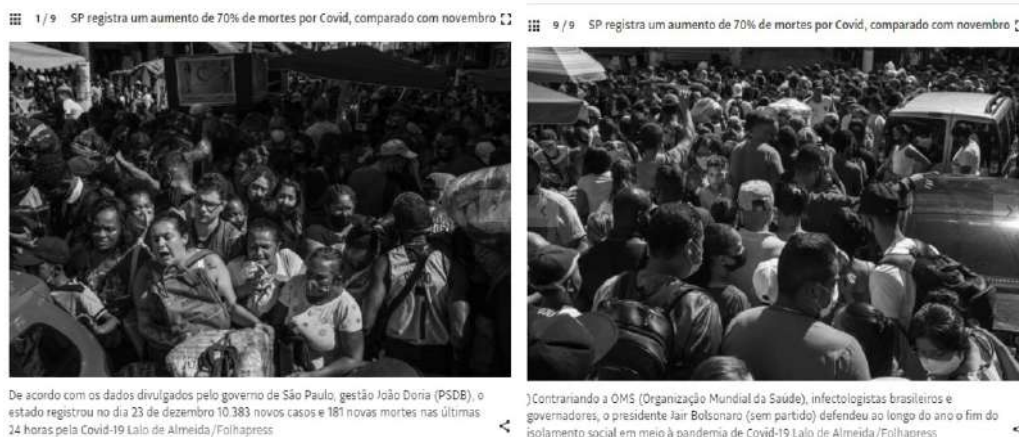 1 / 9 SP registra um aumento de 70% de mortes por Covid, comparado com novembro
De acordo com os dados divulgados pelo governo de São Paulo, gestão João Doria (PSDB), o
estado registrou no dia 23 de dezembro 10.383 novos casos e 181 novas mortes nas últimas
24 horas pela Covid-19 Lalo de Almeida/Folhapress
9 / 9 SP registra um aumento de 70% de mortes por Covid, comparado com novembro
)Contrariando a OMS (Organização Mundial da Saúde), infectologistas brasileiros e
governadores, o presidente Jair Bolsonaro (sem partido) defendeu ao longo do ano o fim do
isolamento social em meio à pandemia de Covid-19 Lalo de Almeida/Folhapress